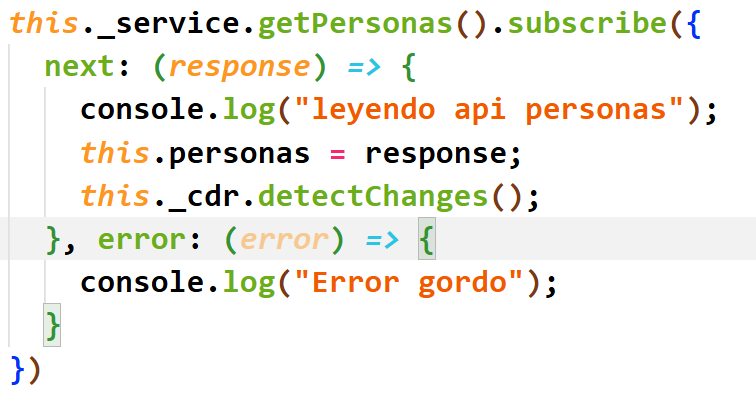 this._service.getPersonas().subscribe({
  next: (response) => {
    console.log("leyendo api personas");
    this.personas = response;
    this._cdr.detectChanges();
  }, error: (error) => {
    console.log("Error gordo");
  }
})